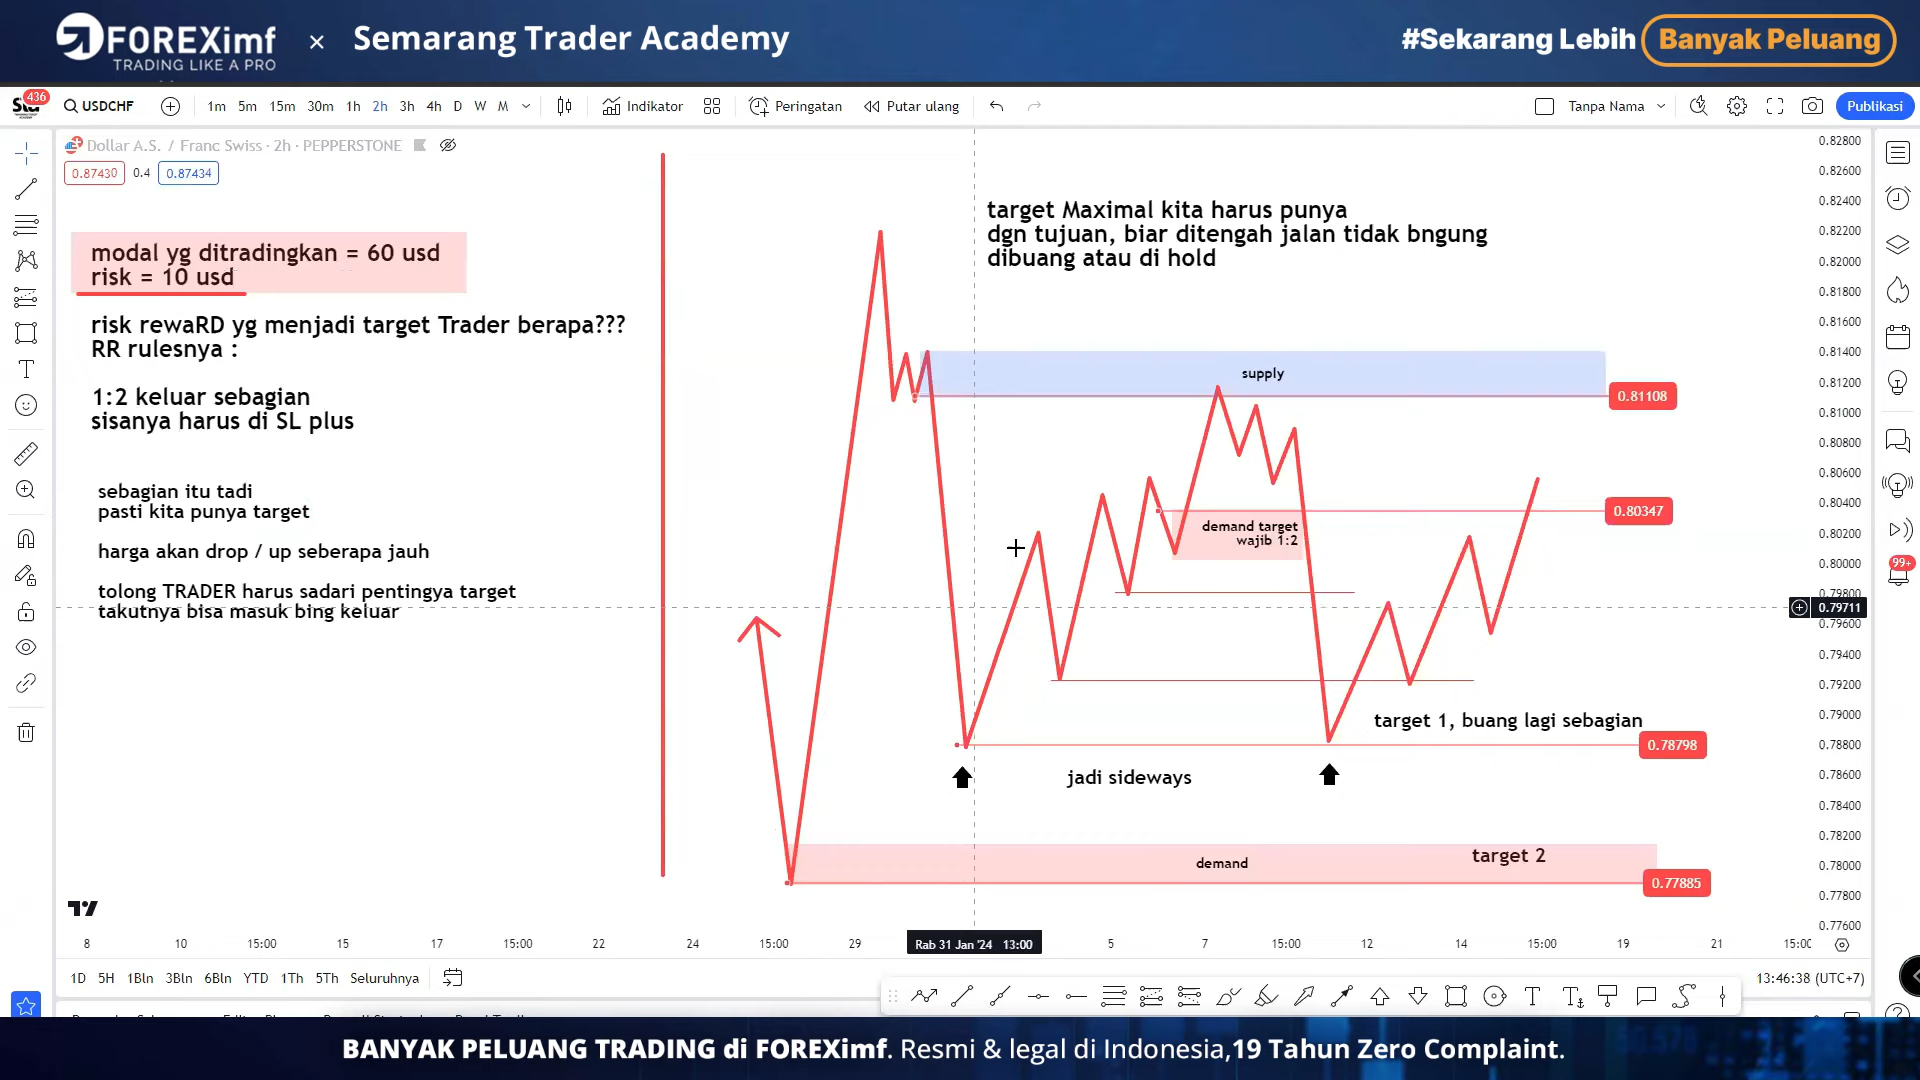 FOREXimf
TRADING LIKE A PRO
×
Semarang Trader Academy
#Sekarang Lebih Banyak Peluang
436
USDCHF
1m 5m 15m 30m 1h 2h 3h 4h D W M
Indikator
Peringatan
Putar ulang
Tanpa Nama
Publikasi
Dollar A.S. / Franc Swiss · 2h · PEPPERSTONE
0.87430 0.4 0.87434
modal yg ditradingkan = 60 usd
risk = 10 usd
risk rewaRD yg menjadi target Trader berapa???
RR rulesnya :
1:2 keluar sebagian
sisanya harus di SL plus
sebagian itu tadi
pasti kita punya target
harga akan drop / up seberapa jauh
tolong TRADER harus sadari pentingya target
takutnya bisa masuk bing keluar
target Maximal kita harus punya
dgn tujuan, biar ditengah jalan tidak bngung
dibuang atau di hold
supply
demand target
wajib 1:2
target 1, buang lagi sebagian
jadi sideways
demand
target 2
0.81108
0.80347
0.78798
0.77885
0.82800
0.82600
0.82400
0.82200
0.82000
0.81800
0.81600
0.81400
0.81200
0.81000
0.80800
0.80600
0.80400
0.80200
0.80000
0.79800
0.79711
0.79600
0.79400
0.79200
0.79000
0.78800
0.78600
0.78400
0.78200
0.78000
0.77800
0.77600
99+
8 10 15:00 15 17 15:00 22 24 15:00 29 Rab 31 Jan '24 13:00 5 7 15:00 12 14 15:00 19 21 15:00
1D 5H 1Bln 3Bln 6Bln YTD 1Th 5Th Seluruhnya
13:46:38 (UTC+7)
BANYAK PELUANG TRADING di FOREXimf. Resmi & legal di Indonesia,19 Tahun Zero Complaint.